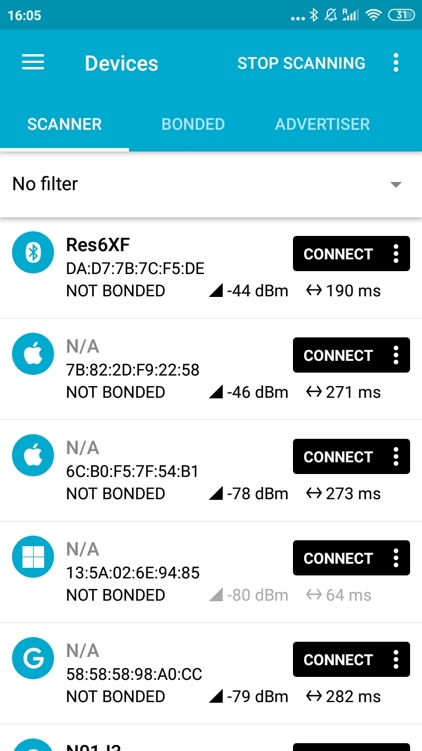 16:05
R
31
Devices
STOP SCANNING
SCANNER
BONDED
ADVERTISER
No filter
Res6XF
DA:D7:7B:7C:F5:DE
NOT BONDED
-44 dBm
190 ms
CONNECT
N/A
7B:82:2D:F9:22:58
NOT BONDED
-46 dBm
271 ms
CONNECT
N/A
6C:B0:F5:7F:54:B1
NOT BONDED
-78 dBm
273 ms
CONNECT
N/A
13:5A:02:6E:94:85
NOT BONDED
-80 dBm
64 ms
CONNECT
G
N/A
58:58:58:98:A0:CC
NOT BONDED
-79 dBm
282 ms
CONNECT